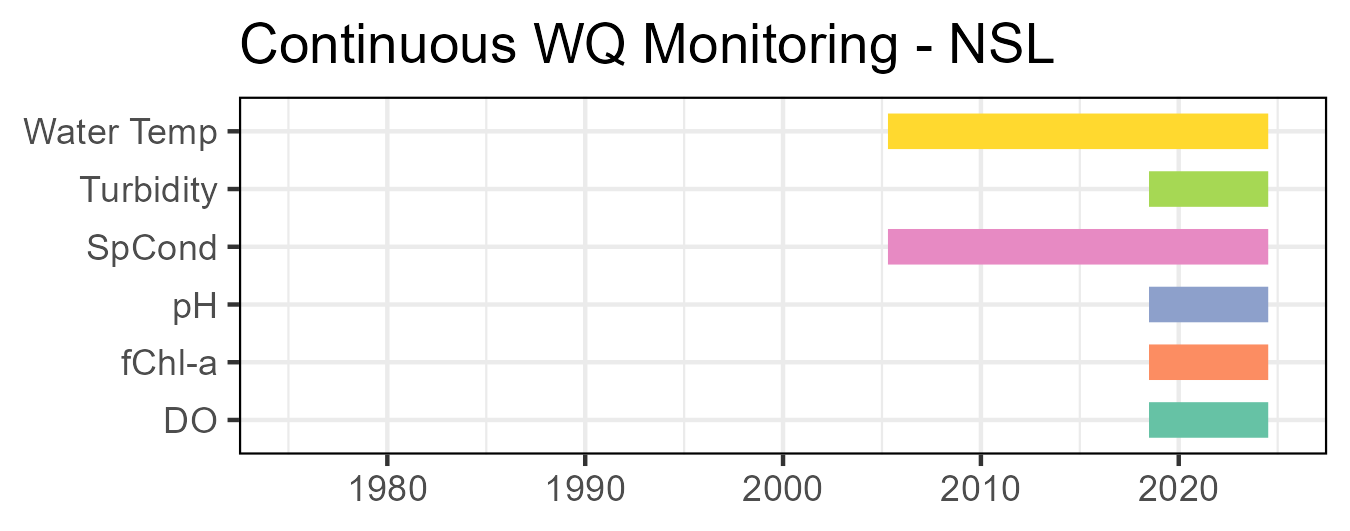 Continuous WQ Monitoring - NSL
Water Temp
Turbidity
SpCond
pH
fChl-a
DO
1980 1990 2000 2010 2020